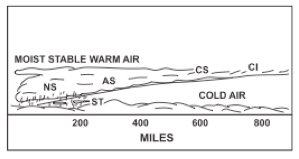 MOIST STABLE WARM AIR
CS CI
NS AS
ST COLD AIR
200 400 600 800
MILES